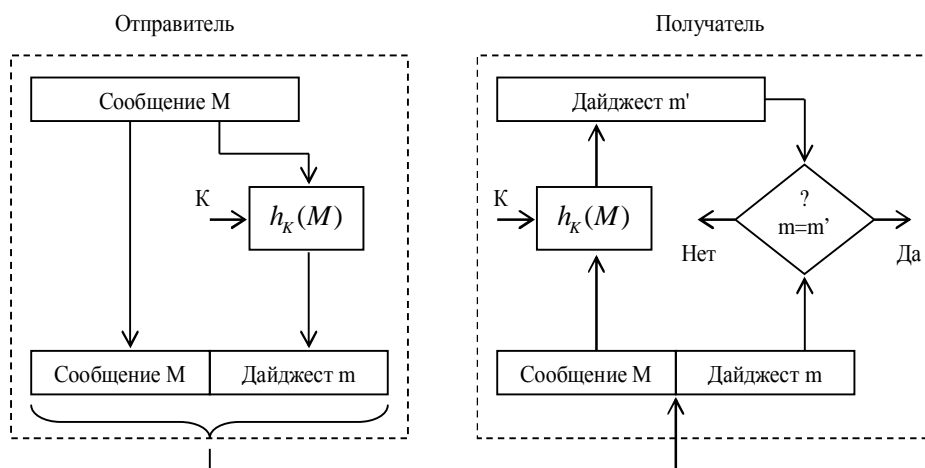 Отправитель
Получатель
Сообщение М
Дайджест m'
К
h_K(M)
К
h_K(M)
?
m=m’
Нет
Да
Сообщение М
Дайджест m
Сообщение М
Дайджест m